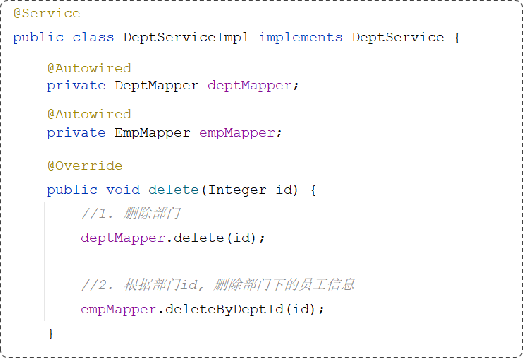 @Service
public class DeptServiceImpl implements DeptService {
@Autowired
private DeptMapper deptMapper;
@Autowired
private EmpMapper empMapper;
@Override
public void delete(Integer id) {
//1. 删除部门
deptMapper.delete(id);
//2. 根据部门id, 删除部门下的员工信息
empMapper.deleteByDeptId(id);
}